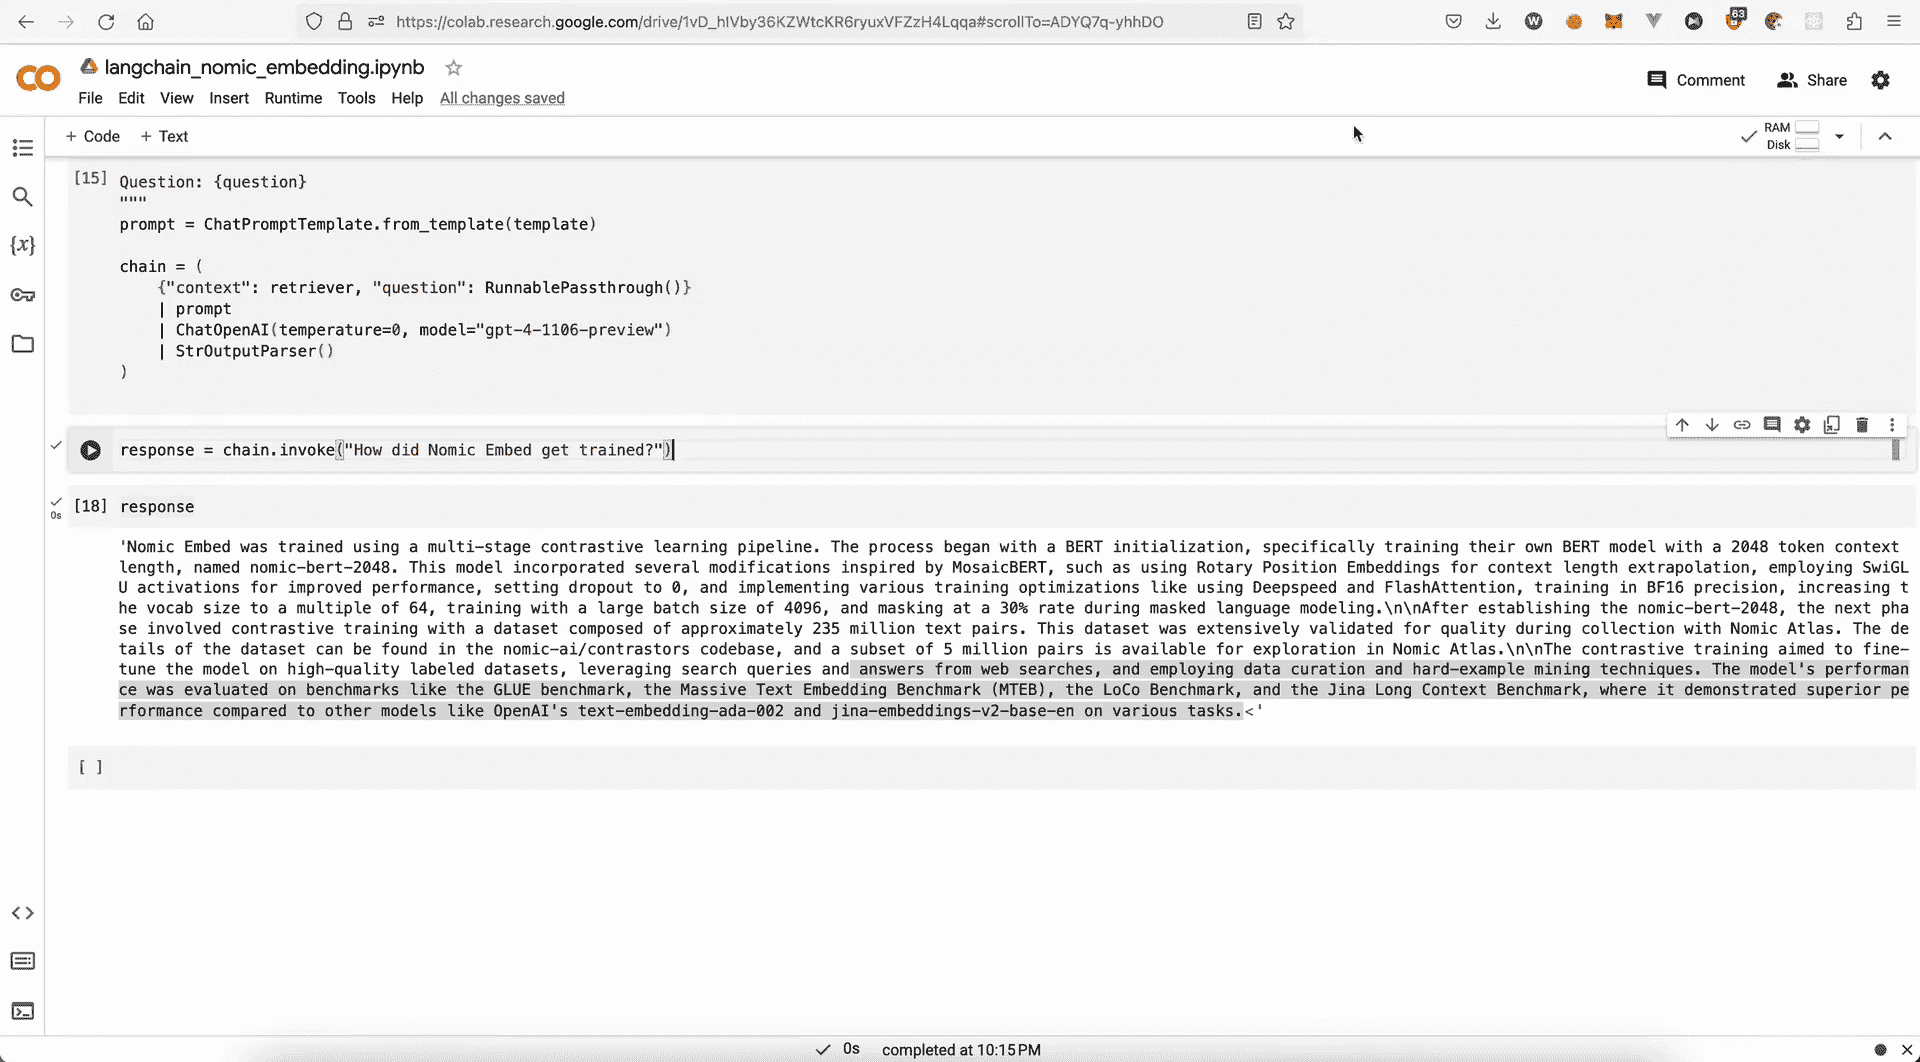 https://colab.research.google.com/drive/1vD_hlVby36KZWtcKR6ryuxVFZzH4Lqqa#scrollTo=ADYQ7q-yhhDO
63
langchain_nomic_embedding.ipynb
File Edit View Insert Runtime Tools Help All changes saved
Comment Share
+ Code + Text
RAM
Disk
[15] Question: {question}
"""
prompt = ChatPromptTemplate.from_template(template)
chain = (
{"context": retriever, "question": RunnablePassthrough()}
| prompt
| ChatOpenAI(temperature=0, model="gpt-4-1106-preview")
| StrOutputParser()
)
response = chain.invoke("How did Nomic Embed get trained?")
[18] response
0s
'Nomic Embed was trained using a multi-stage contrastive learning pipeline. The process began with a BERT initialization, specifically training their own BERT model with a 2048 token context
length, named nomic-bert-2048. This model incorporated several modifications inspired by MosaicBERT, such as using Rotary Position Embeddings for context length extrapolation, employing SwiGL
U activations for improved performance, setting dropout to 0, and implementing various training optimizations like using Deepspeed and FlashAttention, training in BF16 precision, increasing t
he vocab size to a multiple of 64, training with a large batch size of 4096, and masking at a 30% rate during masked language modeling.\n\nAfter establishing the nomic-bert-2048, the next pha
se involved contrastive training with a dataset composed of approximately 235 million text pairs. This dataset was extensively validated for quality during collection with Nomic Atlas. The de
tails of the dataset can be found in the nomic-ai/contrastors codebase, and a subset of 5 million pairs is available for exploration in Nomic Atlas.\n\nThe contrastive training aimed to fine-
tune the model on high-quality labeled datasets, leveraging search queries and answers from web searches, and employing data curation and hard-example mining techniques. The model's performan
ce was evaluated on benchmarks like the GLUE benchmark, the Massive Text Embedding Benchmark (MTEB), the LoCo Benchmark, and the Jina Long Context Benchmark, where it demonstrated superior pe
rformance compared to other models like OpenAI's text-embedding-ada-002 and jina-embeddings-v2-base-en on various tasks.<'
[ ]
0s completed at 10:15 PM